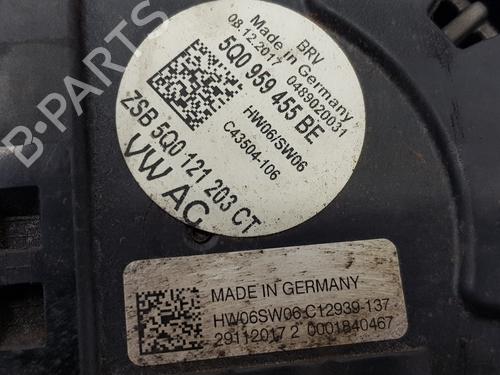 BRV
Made in Germany
08.12.2017 0489020031
5Q0 959 455 BE
HW06/SW06
C43504-106
ZSB 5Q0 121 203 CT
VW AG
MADE IN GERMANY
HW06SW06 C12939-137
29112017 2 0001840467
B-PARTS